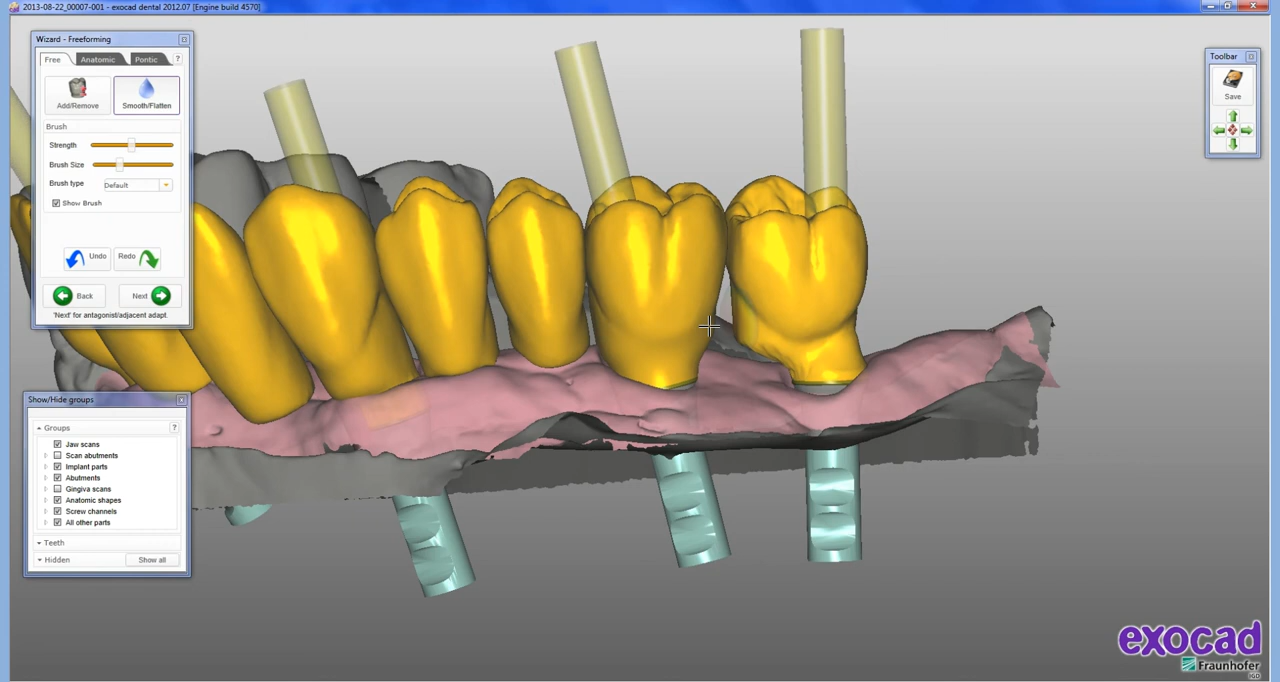 2013-08-22_00007-001 - exocad dental 2012.07 [Engine build 4570]
Wizard - Freeforming
Free
Anatomic
Pontic
?
Add/Remove
Smooth/Flatten
Brush
Strength
Brush Size
Brush type
Default
Show Brush
Undo
Redo
Back
Next
'Next' for antagonist/adjacent adapt.
Show/Hide groups
Groups
?
Jaw scans
Scan abutments
Implant parts
Abutments
Gingiva scans
Anatomic shapes
Screw channels
All other parts
Teeth
Hidden
Show all
Toolbar
Save
exocad
Fraunhofer
IGD